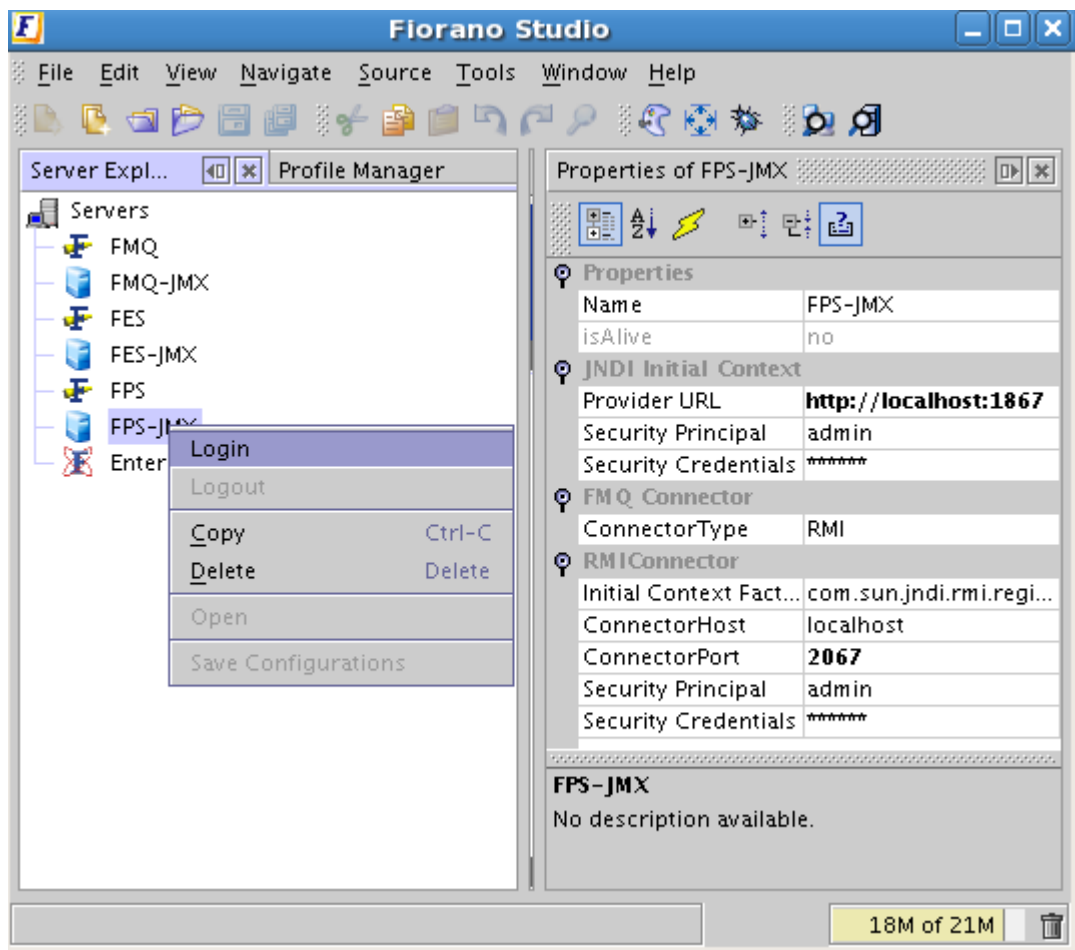 Fiorano Studio
File Edit View Navigate Source Tools Window Help
Server Expl... Profile Manager
Servers
FMQ
FMQ-JMX
FES
FES-JMX
FPS
FPS-JMX
Enter
Login
Logout
Copy Ctrl-C
Delete Delete
Open
Save Configurations
Properties of FPS-JMX
Properties
Name FPS-JMX
isAlive no
JNDI Initial Context
Provider URL http://localhost:1867
Security Principal admin
Security Credentials ******
FMQ Connector
ConnectorType RMI
RMIConnector
Initial Context Fact... com.sun.jndi.rmi.regi...
ConnectorHost localhost
ConnectorPort 2067
Security Principal admin
Security Credentials ******
FPS-JMX
No description available.
18M of 21M